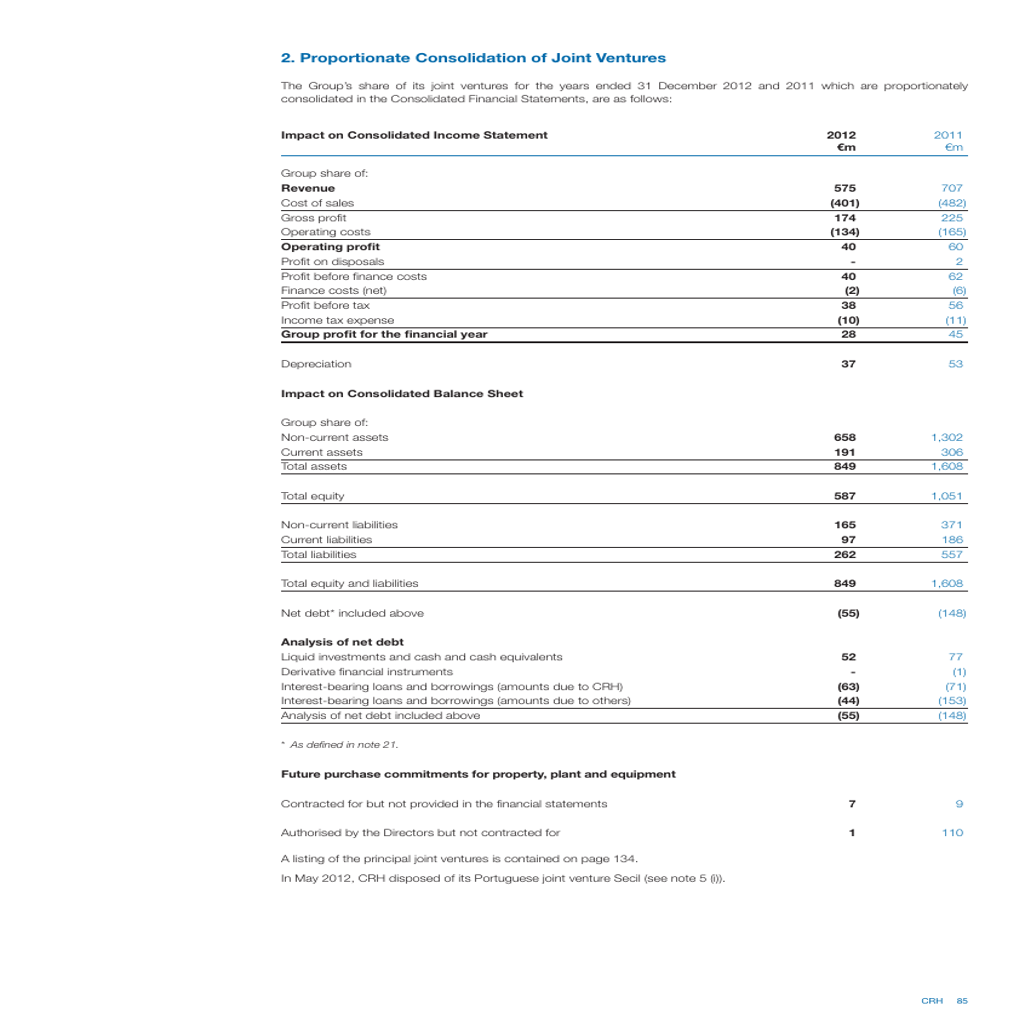 2. Proportionate Consolidation of Joint Ventures
The Group's share of its joint ventures for the years ended 31 December 2012 and 2011 which are proportionately
consolidated in the Consolidated Financial Statements, are as follows:
Impact on Consolidated Income Statement 2012 2011
€m €m
Group share of:
Revenue 575 707
Cost of sales (401) (482)
Gross profit 174 225
Operating costs (134) (165)
Operating profit 40 60
Profit on disposals - 2
Profit before finance costs 40 62
Finance costs (net) (2) (6)
Profit before tax 38 56
Income tax expense (10) (11)
Group profit for the financial year 28 45
Depreciation 37 53
Impact on Consolidated Balance Sheet
Group share of:
Non-current assets 658 1,302
Current assets 191 306
Total assets 849 1,608
Total equity 587 1,051
Non-current liabilities 165 371
Current liabilities 97 186
Total liabilities 262 557
Total equity and liabilities 849 1,608
Net debt* included above (55) (148)
Analysis of net debt
Liquid investments and cash and cash equivalents 52 77
Derivative financial instruments - (1)
Interest-bearing loans and borrowings (amounts due to CRH) (63) (71)
Interest-bearing loans and borrowings (amounts due to others) (44) (153)
Analysis of net debt included above (55) (148)
* As defined in note 21.
Future purchase commitments for property, plant and equipment
Contracted for but not provided in the financial statements 7 9
Authorised by the Directors but not contracted for 1 110
A listing of the principal joint ventures is contained on page 134.
In May 2012, CRH disposed of its Portuguese joint venture Secil (see note 5 (i)).
CRH 85